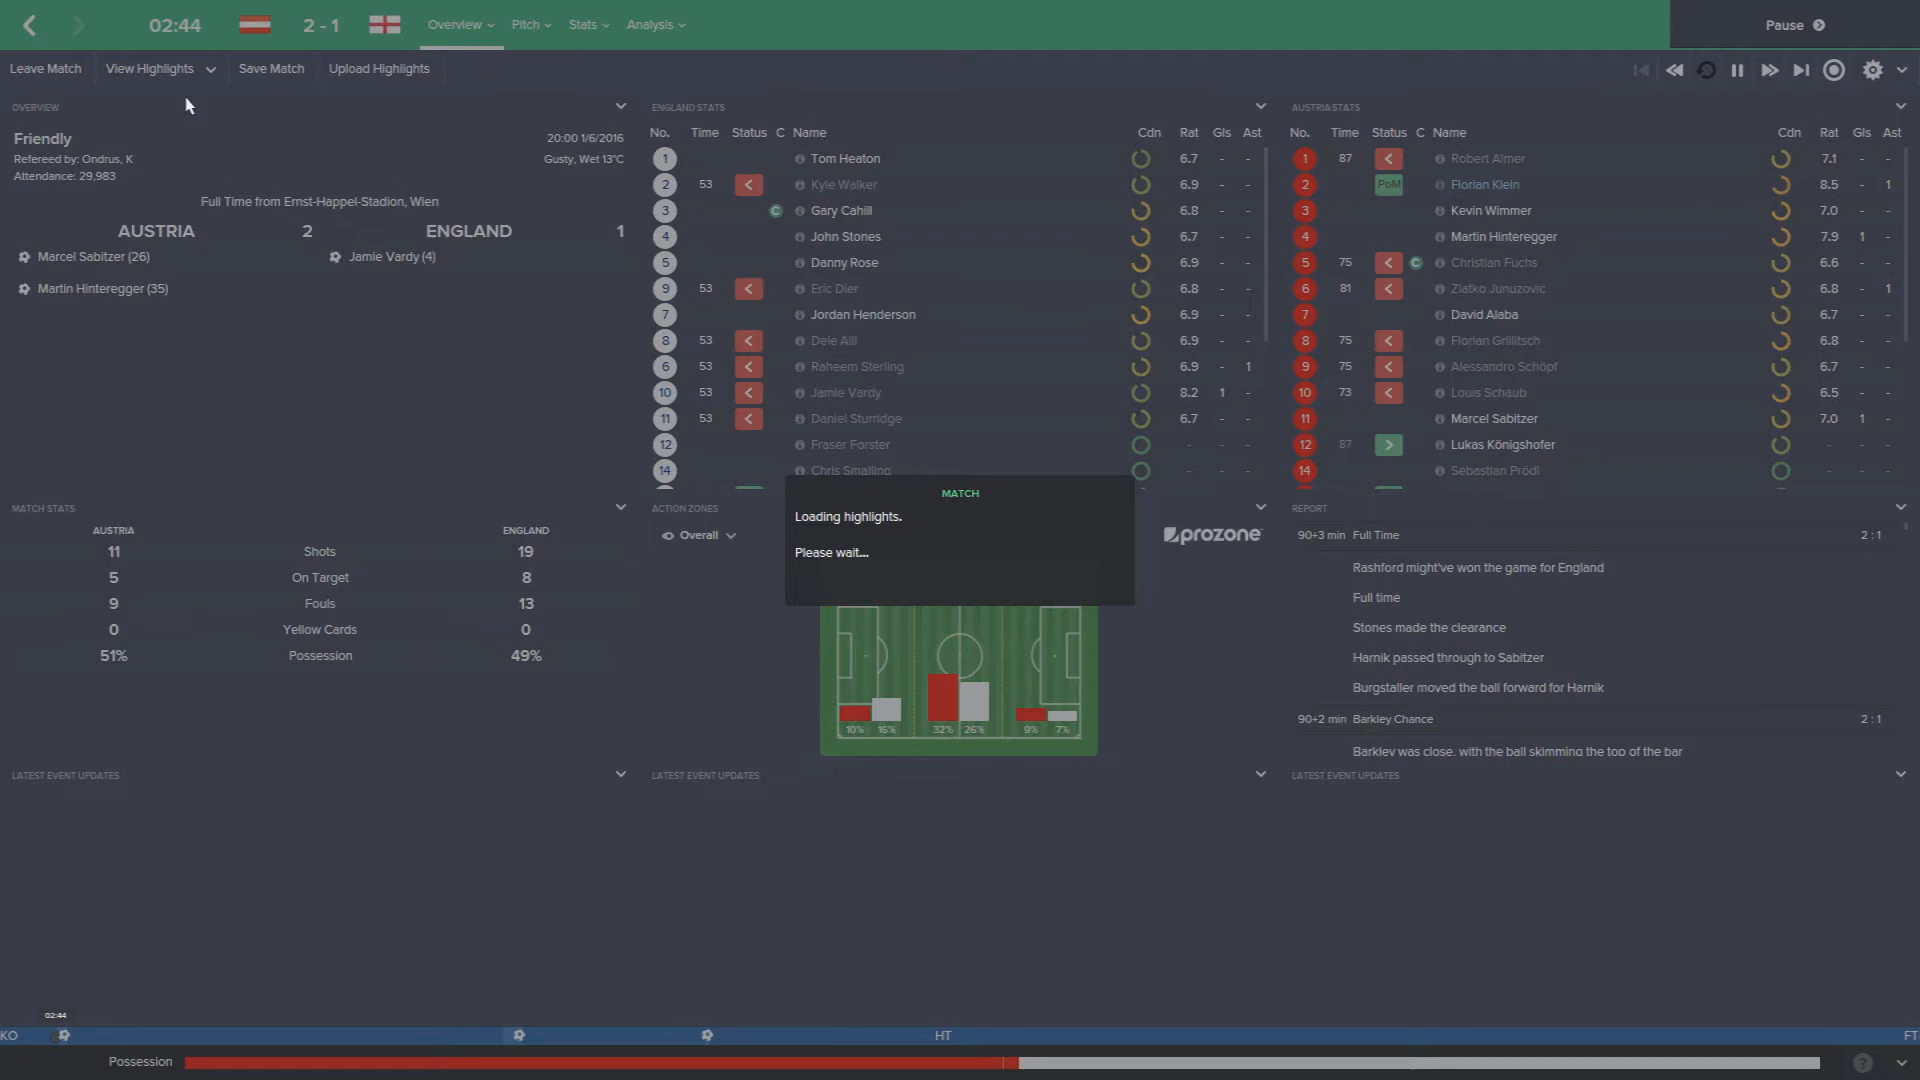 02:44 2 - 1 Overview Pitch Stats Analysis Pause
Leave Match View Highlights Save Match Upload Highlights
OVERVIEW
Friendly 20:00 1/6/2016
Refereed by: Ondrus, K Gusty, Wet 13°C
Attendance: 29,983
Full Time from Ernst-Happel-Stadion, Wien
AUSTRIA 2 ENGLAND 1
Marcel Sabitzer (26) Jamie Vardy (4)
Martin Hinteregger (35)
ENGLAND STATS
No. Time Status C Name Cdn Rat Gls Ast
1 Tom Heaton 6.7 - -
2 53 Kyle Walker 6.9 - -
3 C Gary Cahill 6.8 - -
4 John Stones 6.7 - -
5 Danny Rose 6.9 - -
9 53 Eric Dier 6.8 - -
7 Jordan Henderson 6.9 - -
8 53 Dele Alli 6.9 - -
6 53 Raheem Sterling 6.9 - 1
10 53 Jamie Vardy 8.2 1 -
11 53 Daniel Sturridge 6.7 - -
12 Fraser Forster - - -
14 Chris Smalling - - -
AUSTRIA STATS
No. Time Status C Name Cdn Rat Gls Ast
1 87 Robert Almer 7.1 - -
2 PoM Florian Klein 8.5 - 1
3 Kevin Wimmer 7.0 - -
4 Martin Hinteregger 7.9 1 -
5 75 C Christian Fuchs 6.6 - -
6 81 Zlatko Junuzovic 6.8 - 1
7 David Alaba 6.7 - -
8 75 Florian Grillitsch 6.8 - -
9 75 Alessandro Schöpf 6.7 - -
10 73 Louis Schaub 6.5 - -
11 Marcel Sabitzer 7.0 1 -
12 87 Lukas Königshofer - - -
14 Sebastian Prödl - - -
MATCH STATS
AUSTRIA ENGLAND
11 Shots 19
5 On Target 8
9 Fouls 13
0 Yellow Cards 0
51% Possession 49%
ACTION ZONES
Overall prozone
MATCH
Loading highlights.
Please wait...
10% 16% 32% 26% 9% 7%
REPORT
90+3 min Full Time 2 : 1
Rashford might've won the game for England
Full time
Stones made the clearance
Harnik passed through to Sabitzer
Burgstaller moved the ball forward for Harnik
90+2 min Barkley Chance 2 : 1
Barkley was close, with the ball skimming the top of the bar
LATEST EVENT UPDATES LATEST EVENT UPDATES LATEST EVENT UPDATES
02:44
KO HT FT
Possession ?